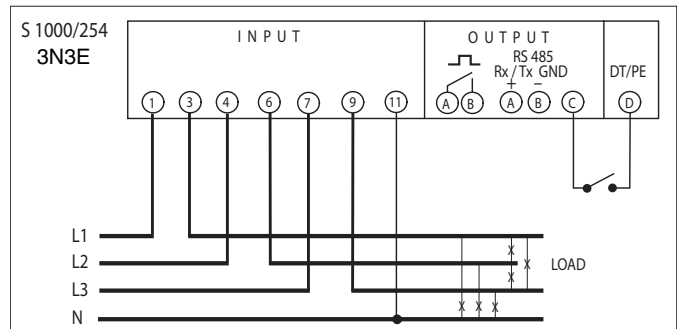 S 1000/254
3N3E
INPUT
OUTPUT
RS 485
Rx / Tx GND
+ −
DT/PE
1 3 4 6 7 9 11 A B A B C D
L1
L2
L3
N
LOAD
x x x x x x